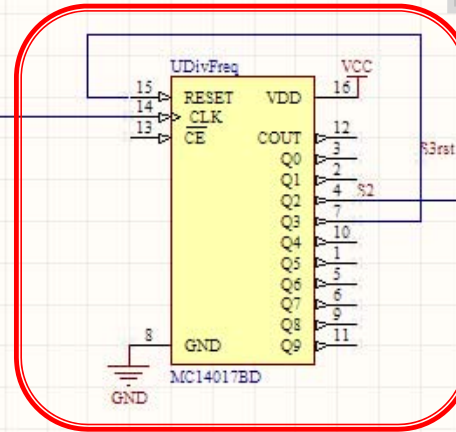 UDivFreq
VCC
15 RESET VDD 16
14 CLK
13 CE COUT 12
Q0 3
Q1 2
Q2 4 S2
Q3 7 S3rst
Q4 10
Q5 1
Q6 5
Q7 6
Q8 9
8 GND Q9 11
MC14017BD
GND